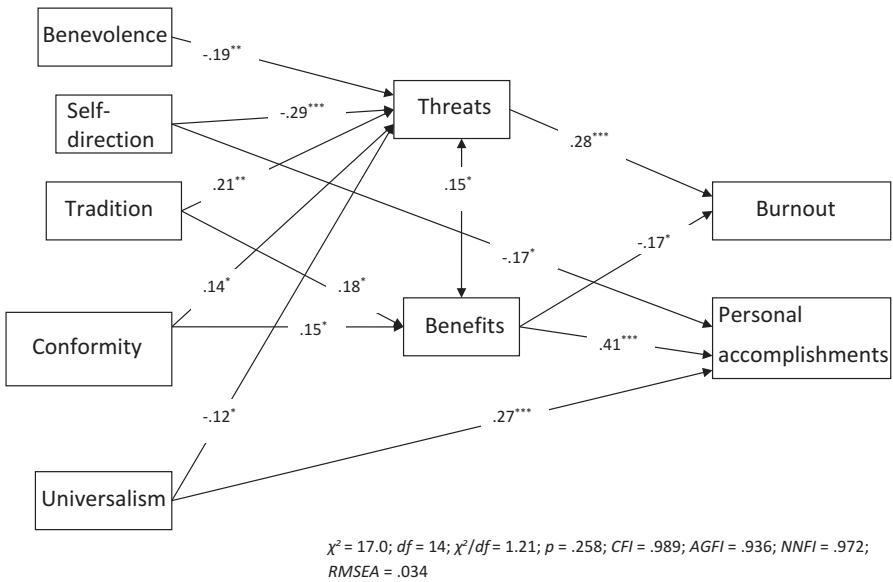 Benevolence
-.19**
Self-
direction
-.29***
Threats
.28***
.21**
.15*
Tradition
Burnout
-.17*
-.17*
.14*
.18*
Conformity
.15*
Benefits
.41***
Personal
accomplishments
-.12*
.27***
Universalism
χ² = 17.0; df = 14; χ²/df = 1.21; p = .258; CFI = .989; AGFI = .936; NNFI = .972;
RMSEA = .034